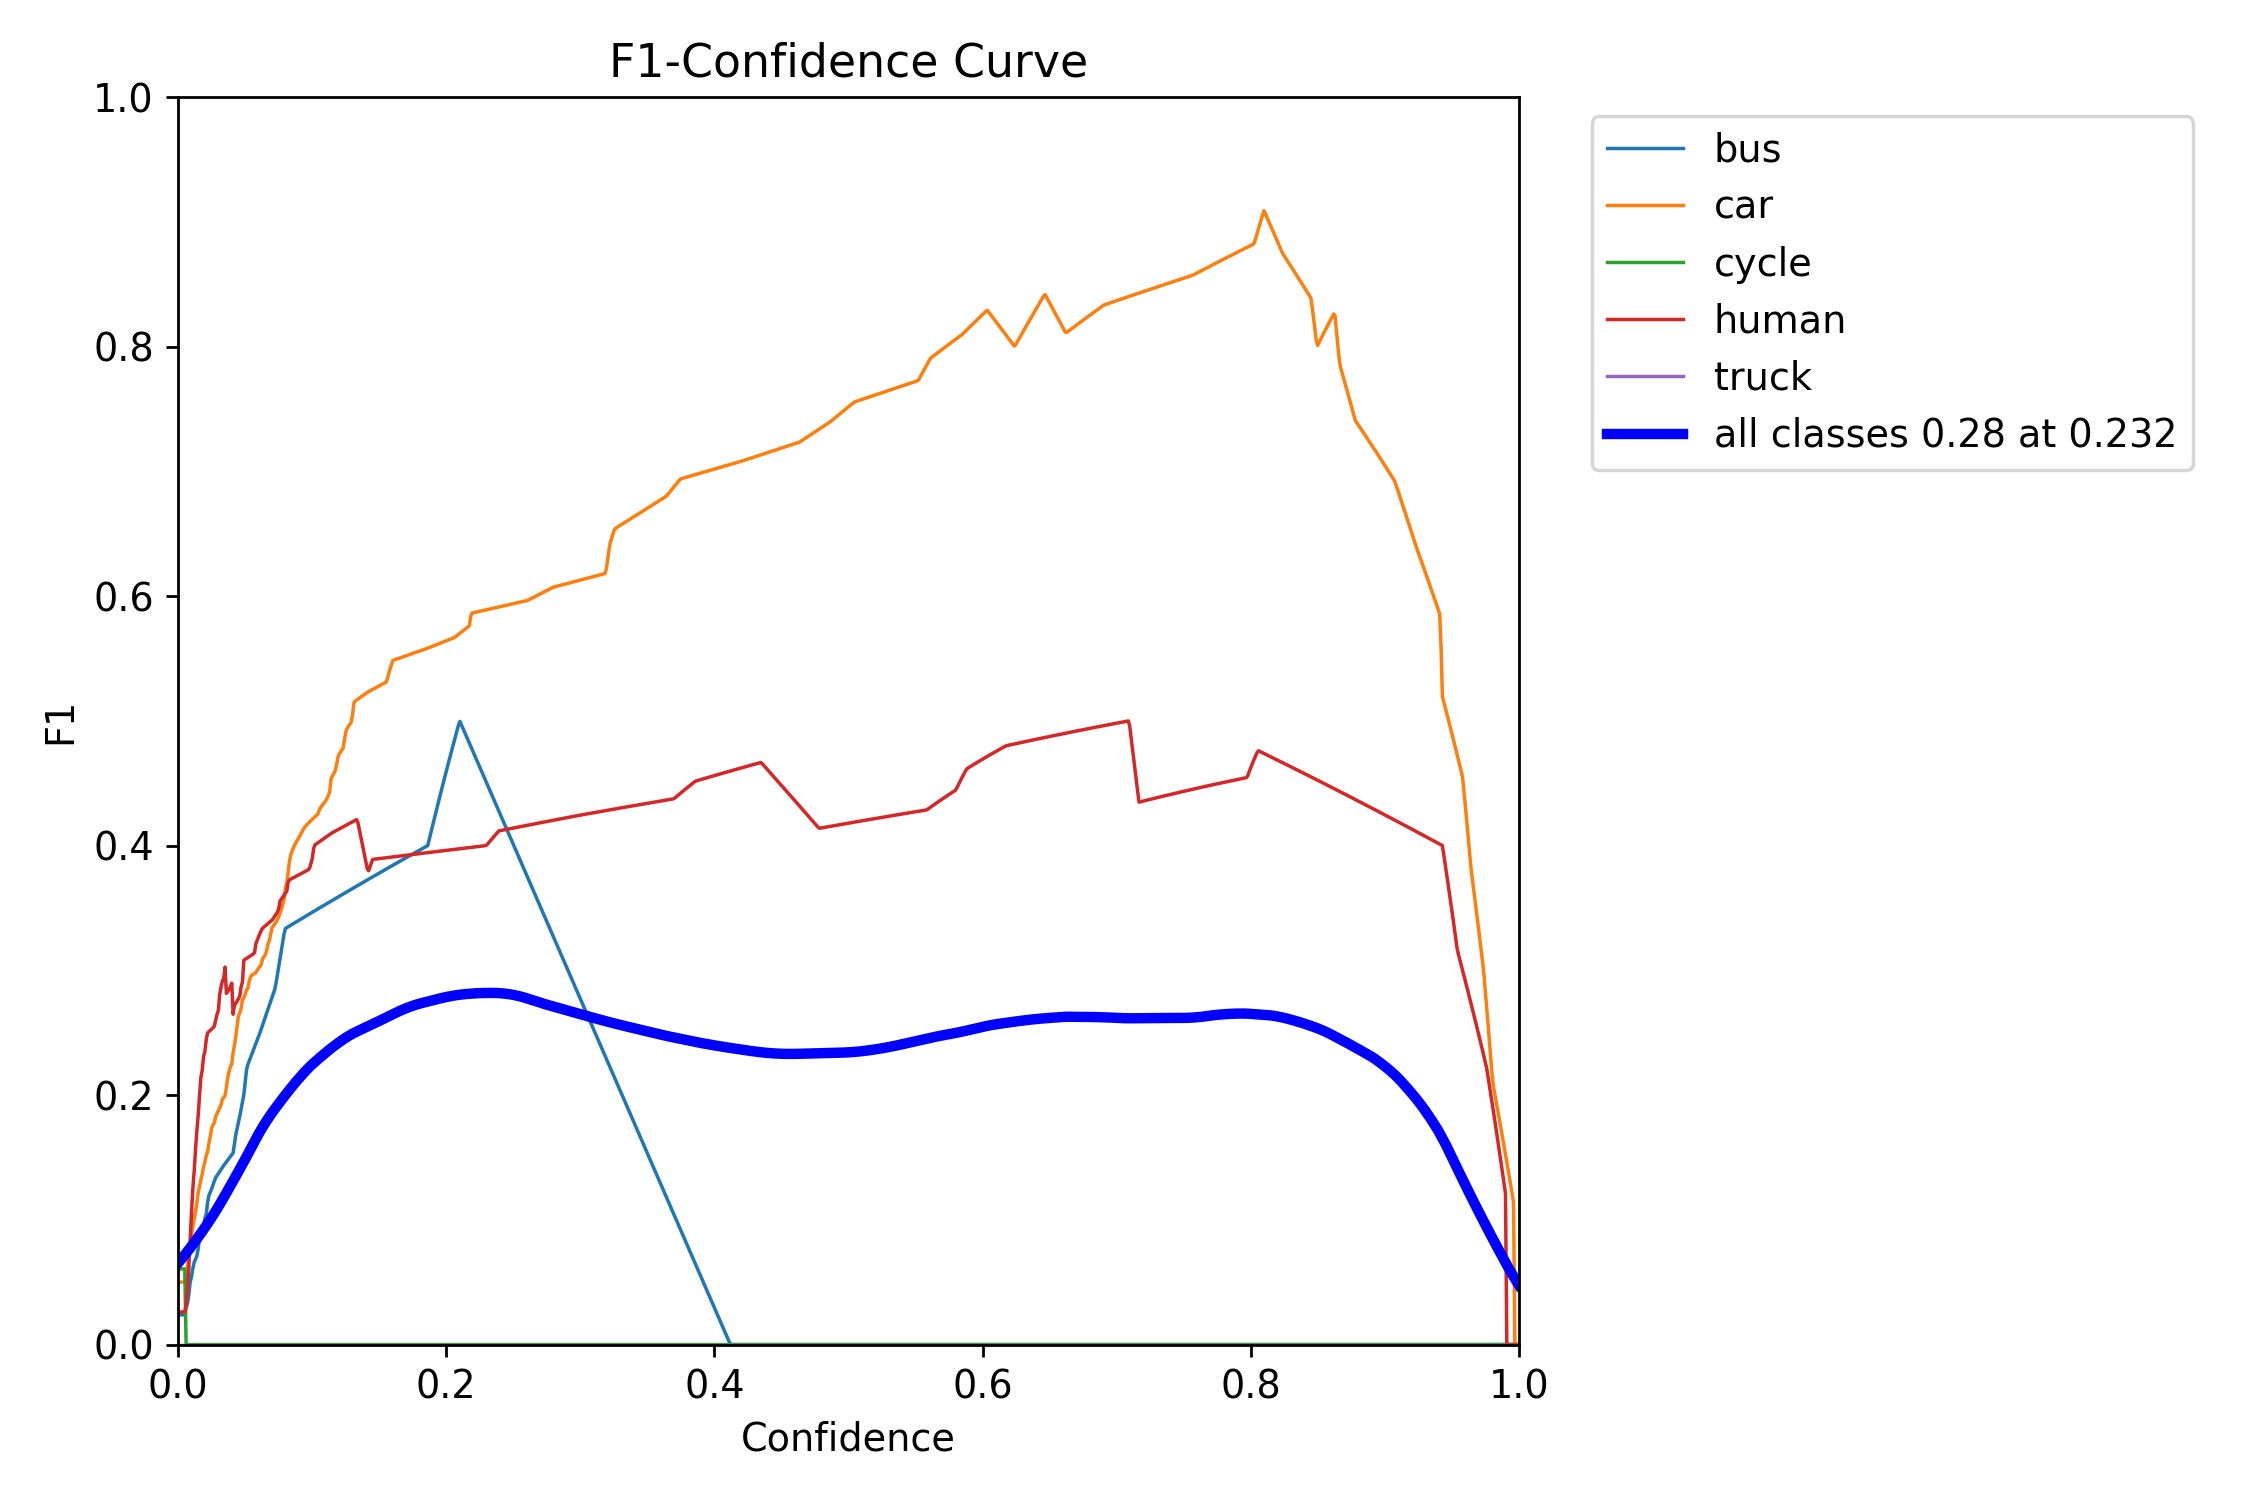 F1-Confidence Curve
1.0
0.8
0.6
0.4
0.2
0.0
F1
0.0 0.2 0.4 0.6 0.8 1.0
Confidence
bus
car
cycle
human
truck
all classes 0.28 at 0.232